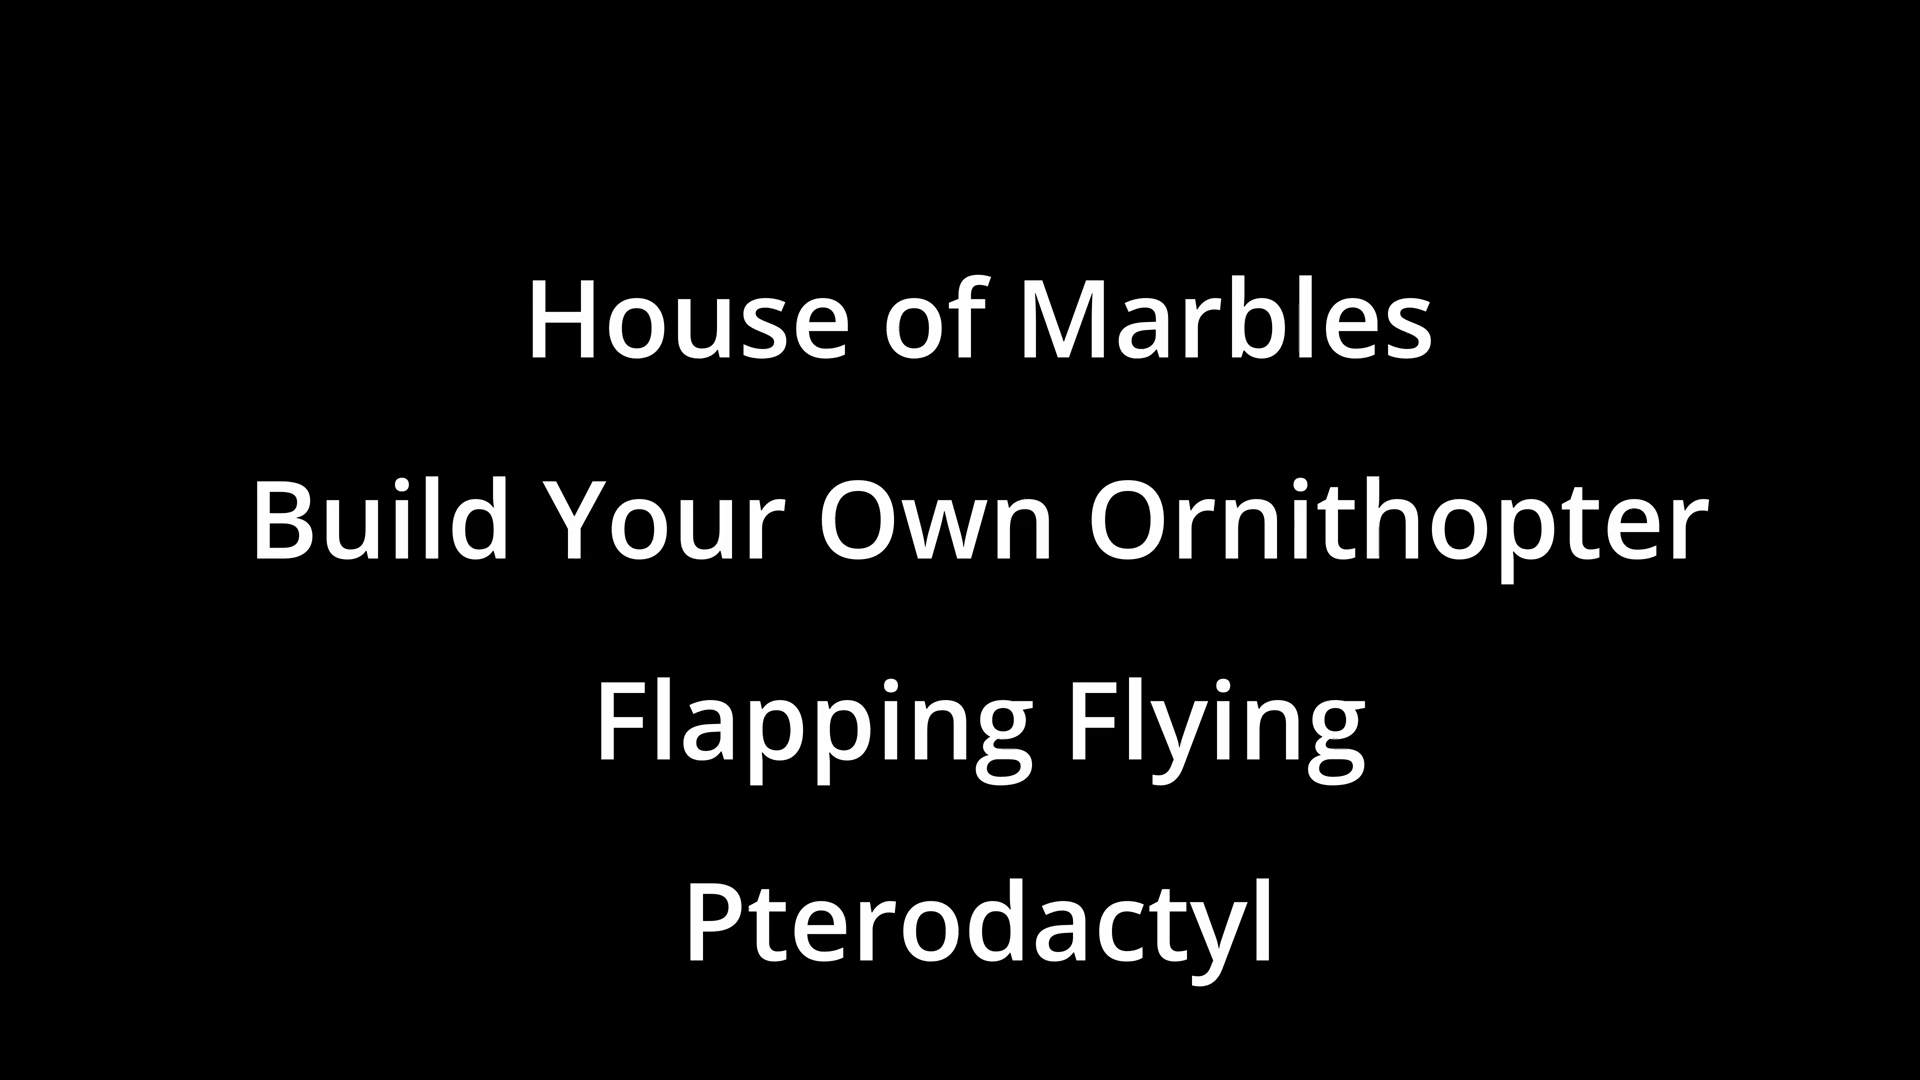 House of Marbles
Build Your Own Ornithopter
Flapping Flying
Pterodactyl